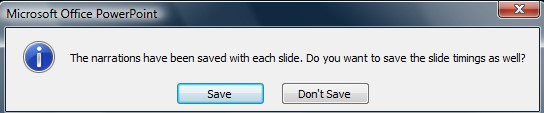 Microsoft Office PowerPoint
The narrations have been saved with each slide. Do you want to save the slide timings as well?
Save Don't Save